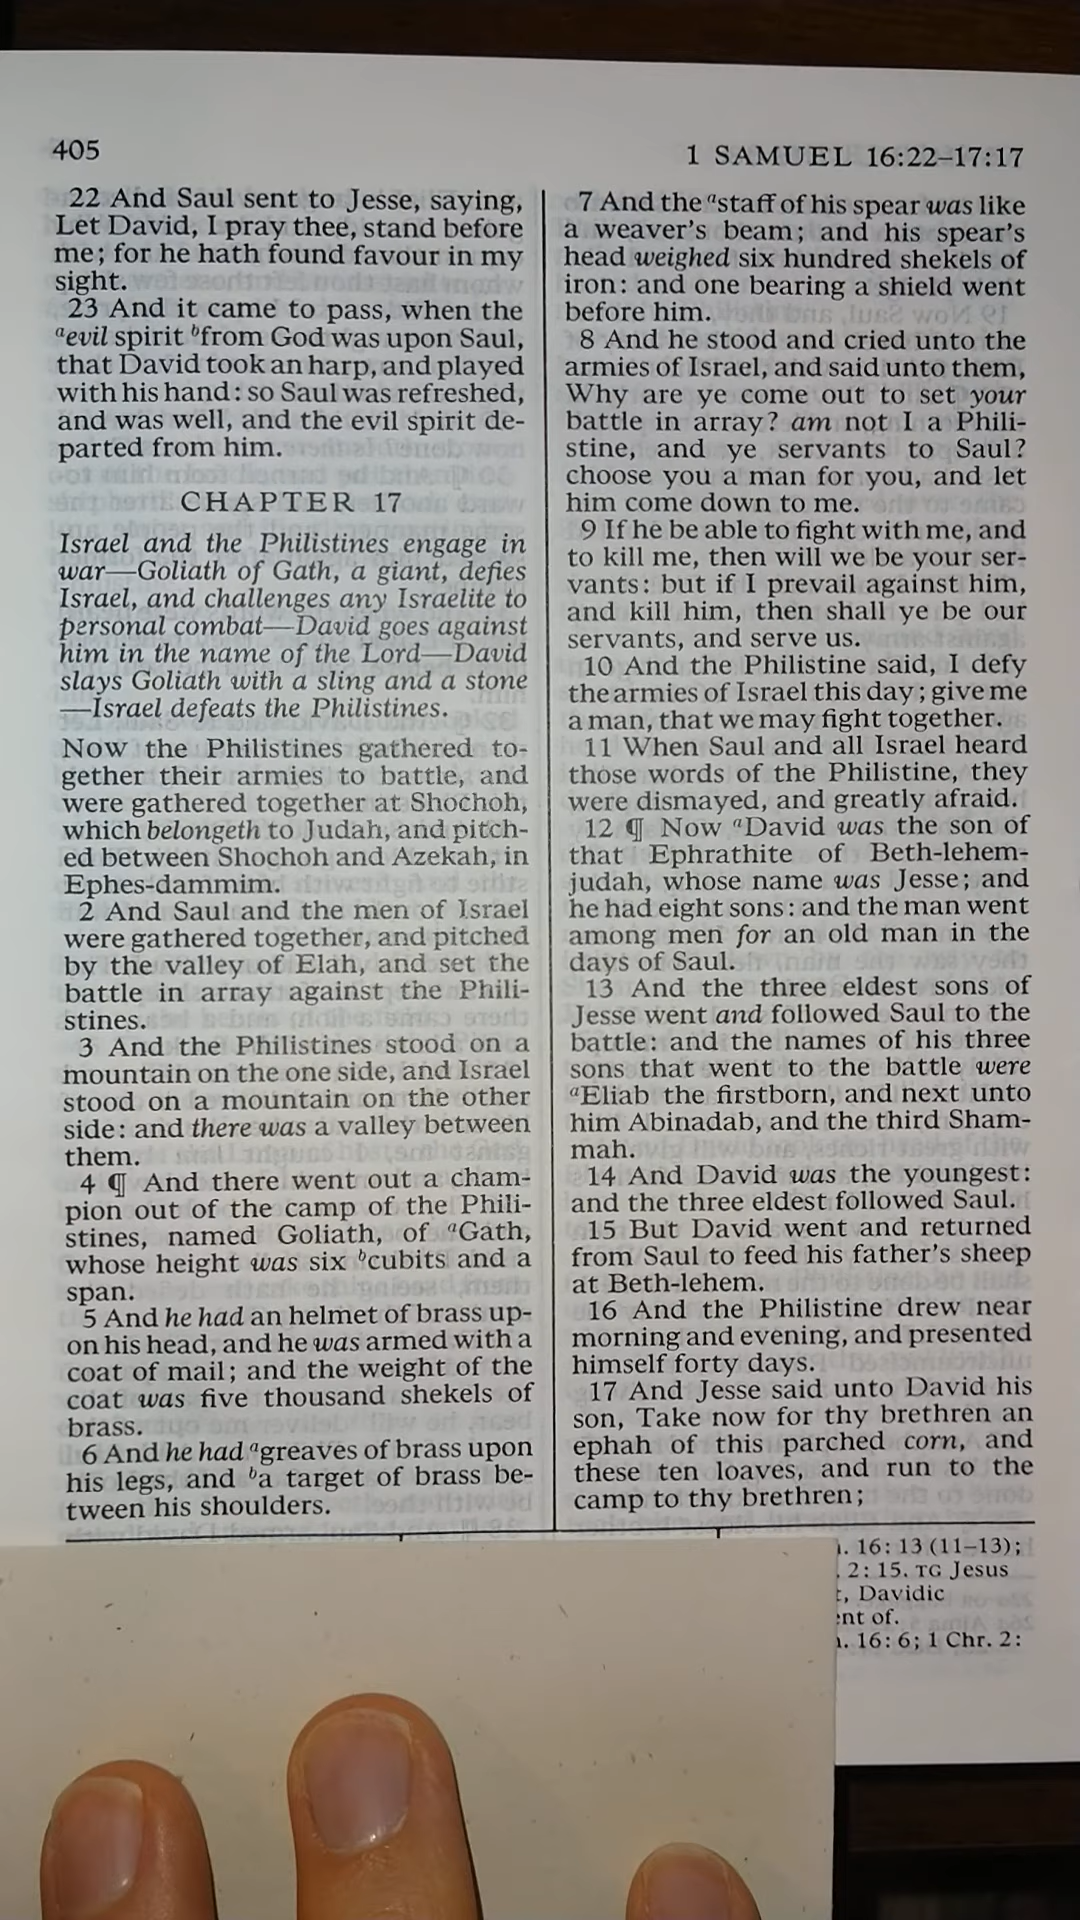 405
1 SAMUEL 16:22–17:17
22 And Saul sent to Jesse, saying,
Let David, I pray thee, stand before
me; for he hath found favour in my
sight.
23 And it came to pass, when the
ᵃevil spirit ᵇfrom God was upon Saul,
that David took an harp, and played
with his hand: so Saul was refreshed,
and was well, and the evil spirit de-
parted from him.
CHAPTER 17
Israel and the Philistines engage in
war—Goliath of Gath, a giant, defies
Israel, and challenges any Israelite to
personal combat—David goes against
him in the name of the Lord—David
slays Goliath with a sling and a stone
—Israel defeats the Philistines.
Now the Philistines gathered to-
gether their armies to battle, and
were gathered together at Shochoh,
which belongeth to Judah, and pitch-
ed between Shochoh and Azekah, in
Ephes-dammim.
2 And Saul and the men of Israel
were gathered together, and pitched
by the valley of Elah, and set the
battle in array against the Phili-
stines.
3 And the Philistines stood on a
mountain on the one side, and Israel
stood on a mountain on the other
side: and there was a valley between
them.
4 ¶ And there went out a cham-
pion out of the camp of the Phili-
stines, named Goliath, of ᵃGath,
whose height was six ᵇcubits and a
span.
5 And he had an helmet of brass up-
on his head, and he was armed with a
coat of mail; and the weight of the
coat was five thousand shekels of
brass.
6 And he had ᵃgreaves of brass upon
his legs, and ᵇa target of brass be-
tween his shoulders.
7 And the ᵃstaff of his spear was like
a weaver's beam; and his spear's
head weighed six hundred shekels of
iron: and one bearing a shield went
before him.
8 And he stood and cried unto the
armies of Israel, and said unto them,
Why are ye come out to set your
battle in array? am not I a Phili-
stine, and ye servants to Saul?
choose you a man for you, and let
him come down to me.
9 If he be able to fight with me, and
to kill me, then will we be your ser-
vants: but if I prevail against him,
and kill him, then shall ye be our
servants, and serve us.
10 And the Philistine said, I defy
the armies of Israel this day; give me
a man, that we may fight together.
11 When Saul and all Israel heard
those words of the Philistine, they
were dismayed, and greatly afraid.
12 ¶ Now ᵃDavid was the son of
that Ephrathite of Beth-lehem-
judah, whose name was Jesse; and
he had eight sons: and the man went
among men for an old man in the
days of Saul.
13 And the three eldest sons of
Jesse went and followed Saul to the
battle: and the names of his three
sons that went to the battle were
ᵃEliab the firstborn, and next unto
him Abinadab, and the third Sham-
mah.
14 And David was the youngest:
and the three eldest followed Saul.
15 But David went and returned
from Saul to feed his father's sheep
at Beth-lehem.
16 And the Philistine drew near
morning and evening, and presented
himself forty days.
17 And Jesse said unto David his
son, Take now for thy brethren an
ephah of this parched corn, and
these ten loaves, and run to the
camp to thy brethren;
16: 13 (11–13);
2: 15. TG Jesus
Davidic
of.
16: 6; 1 Chr. 2: